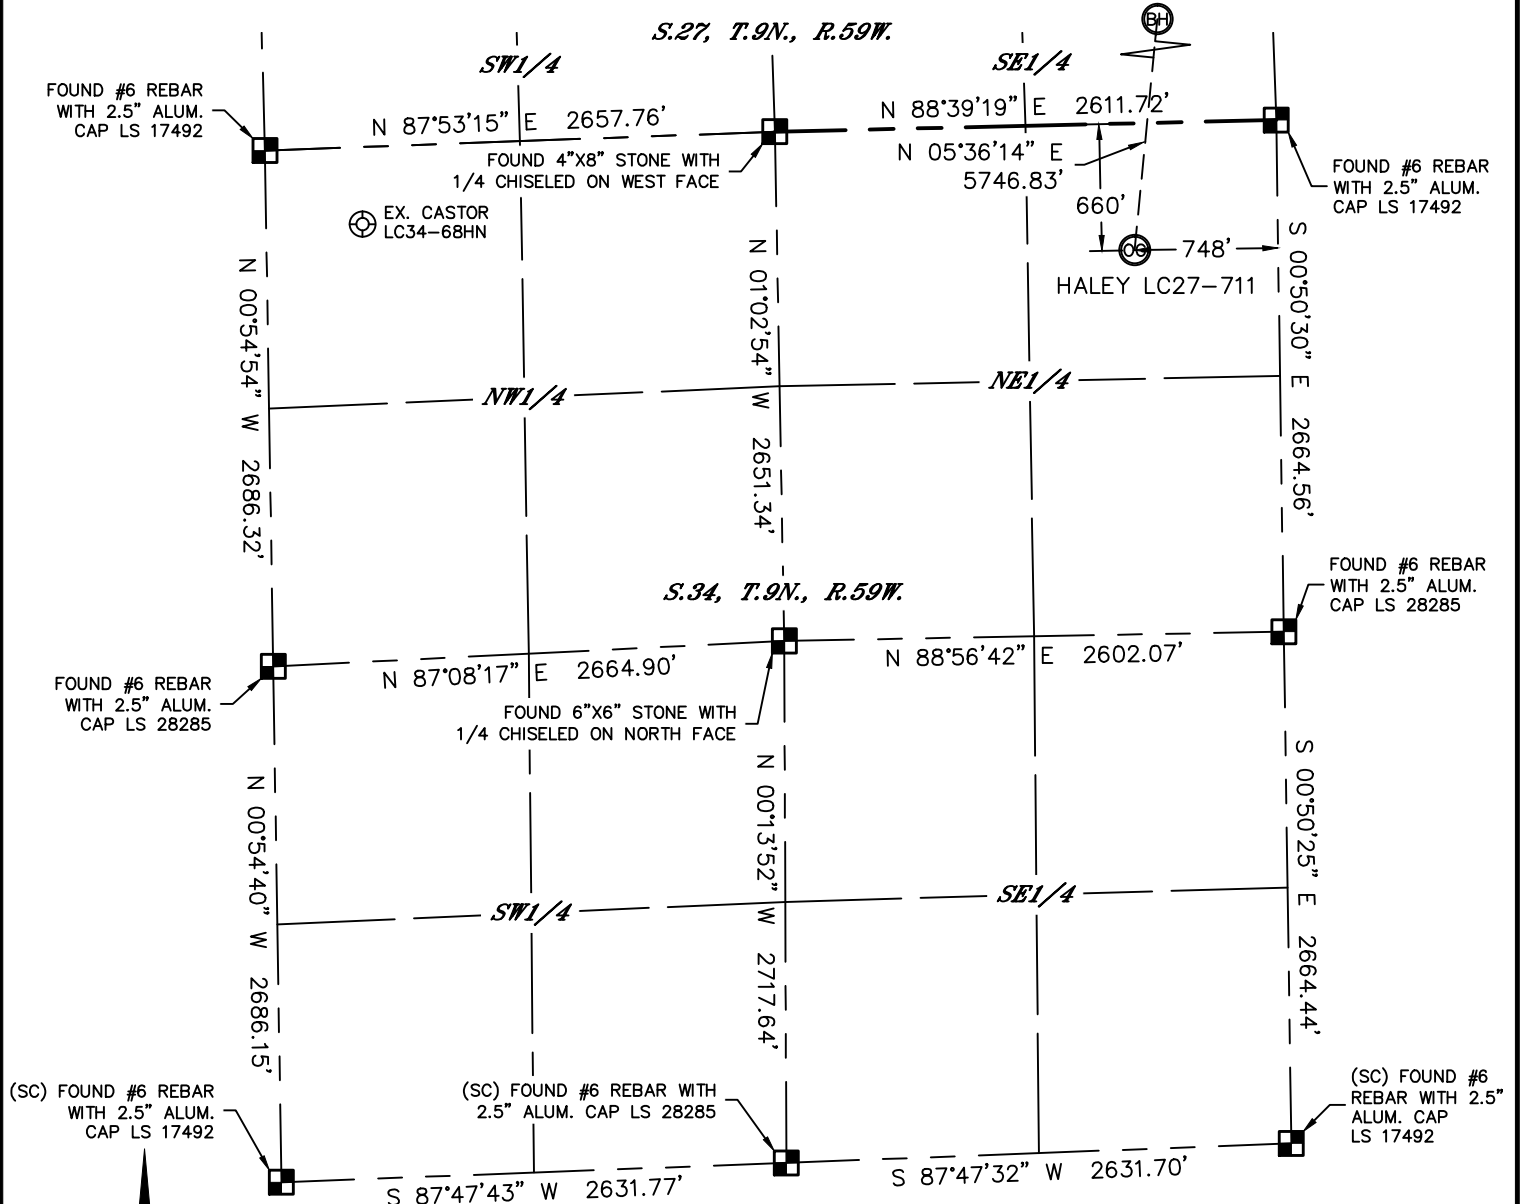 S.27, T.9N., R.59W.
BH
SW1/4
SE1/4
FOUND #6 REBAR
WITH 2.5" ALUM.
CAP LS 17492
N 87°53'15" E 2657.76'
N 88°39'19" E 2611.72'
FOUND 4"X8" STONE WITH
1/4 CHISELED ON WEST FACE
N 05°36'14" E
5746.83'
FOUND #6 REBAR
WITH 2.5" ALUM.
CAP LS 17492
EX. CASTOR
LC34-68HN
660'
OG
748'
HALEY LC27-711
N 00°54'54" W 2686.32'
N 01°02'54" W 2651.34'
S 00°50'30" E 2664.56'
NW1/4
NE1/4
S.34, T.9N., R.59W.
FOUND #6 REBAR
WITH 2.5" ALUM.
CAP LS 28285
N 87°08'17" E 2664.90'
N 88°56'42" E 2602.07'
FOUND #6 REBAR
WITH 2.5" ALUM.
CAP LS 28285
FOUND 6"X6" STONE WITH
1/4 CHISELED ON NORTH FACE
N 00°54'40" W 2686.15'
N 00°13'52" W 2717.64'
S 00°50'25" E 2664.44'
SW1/4
SE1/4
(SC) FOUND #6 REBAR
WITH 2.5" ALUM.
CAP LS 17492
(SC) FOUND #6 REBAR WITH
2.5" ALUM. CAP LS 28285
(SC) FOUND #6
REBAR WITH 2.5"
ALUM. CAP
LS 17492
S 87°47'43" W 2631.77'
S 87°47'32" W 2631.70'